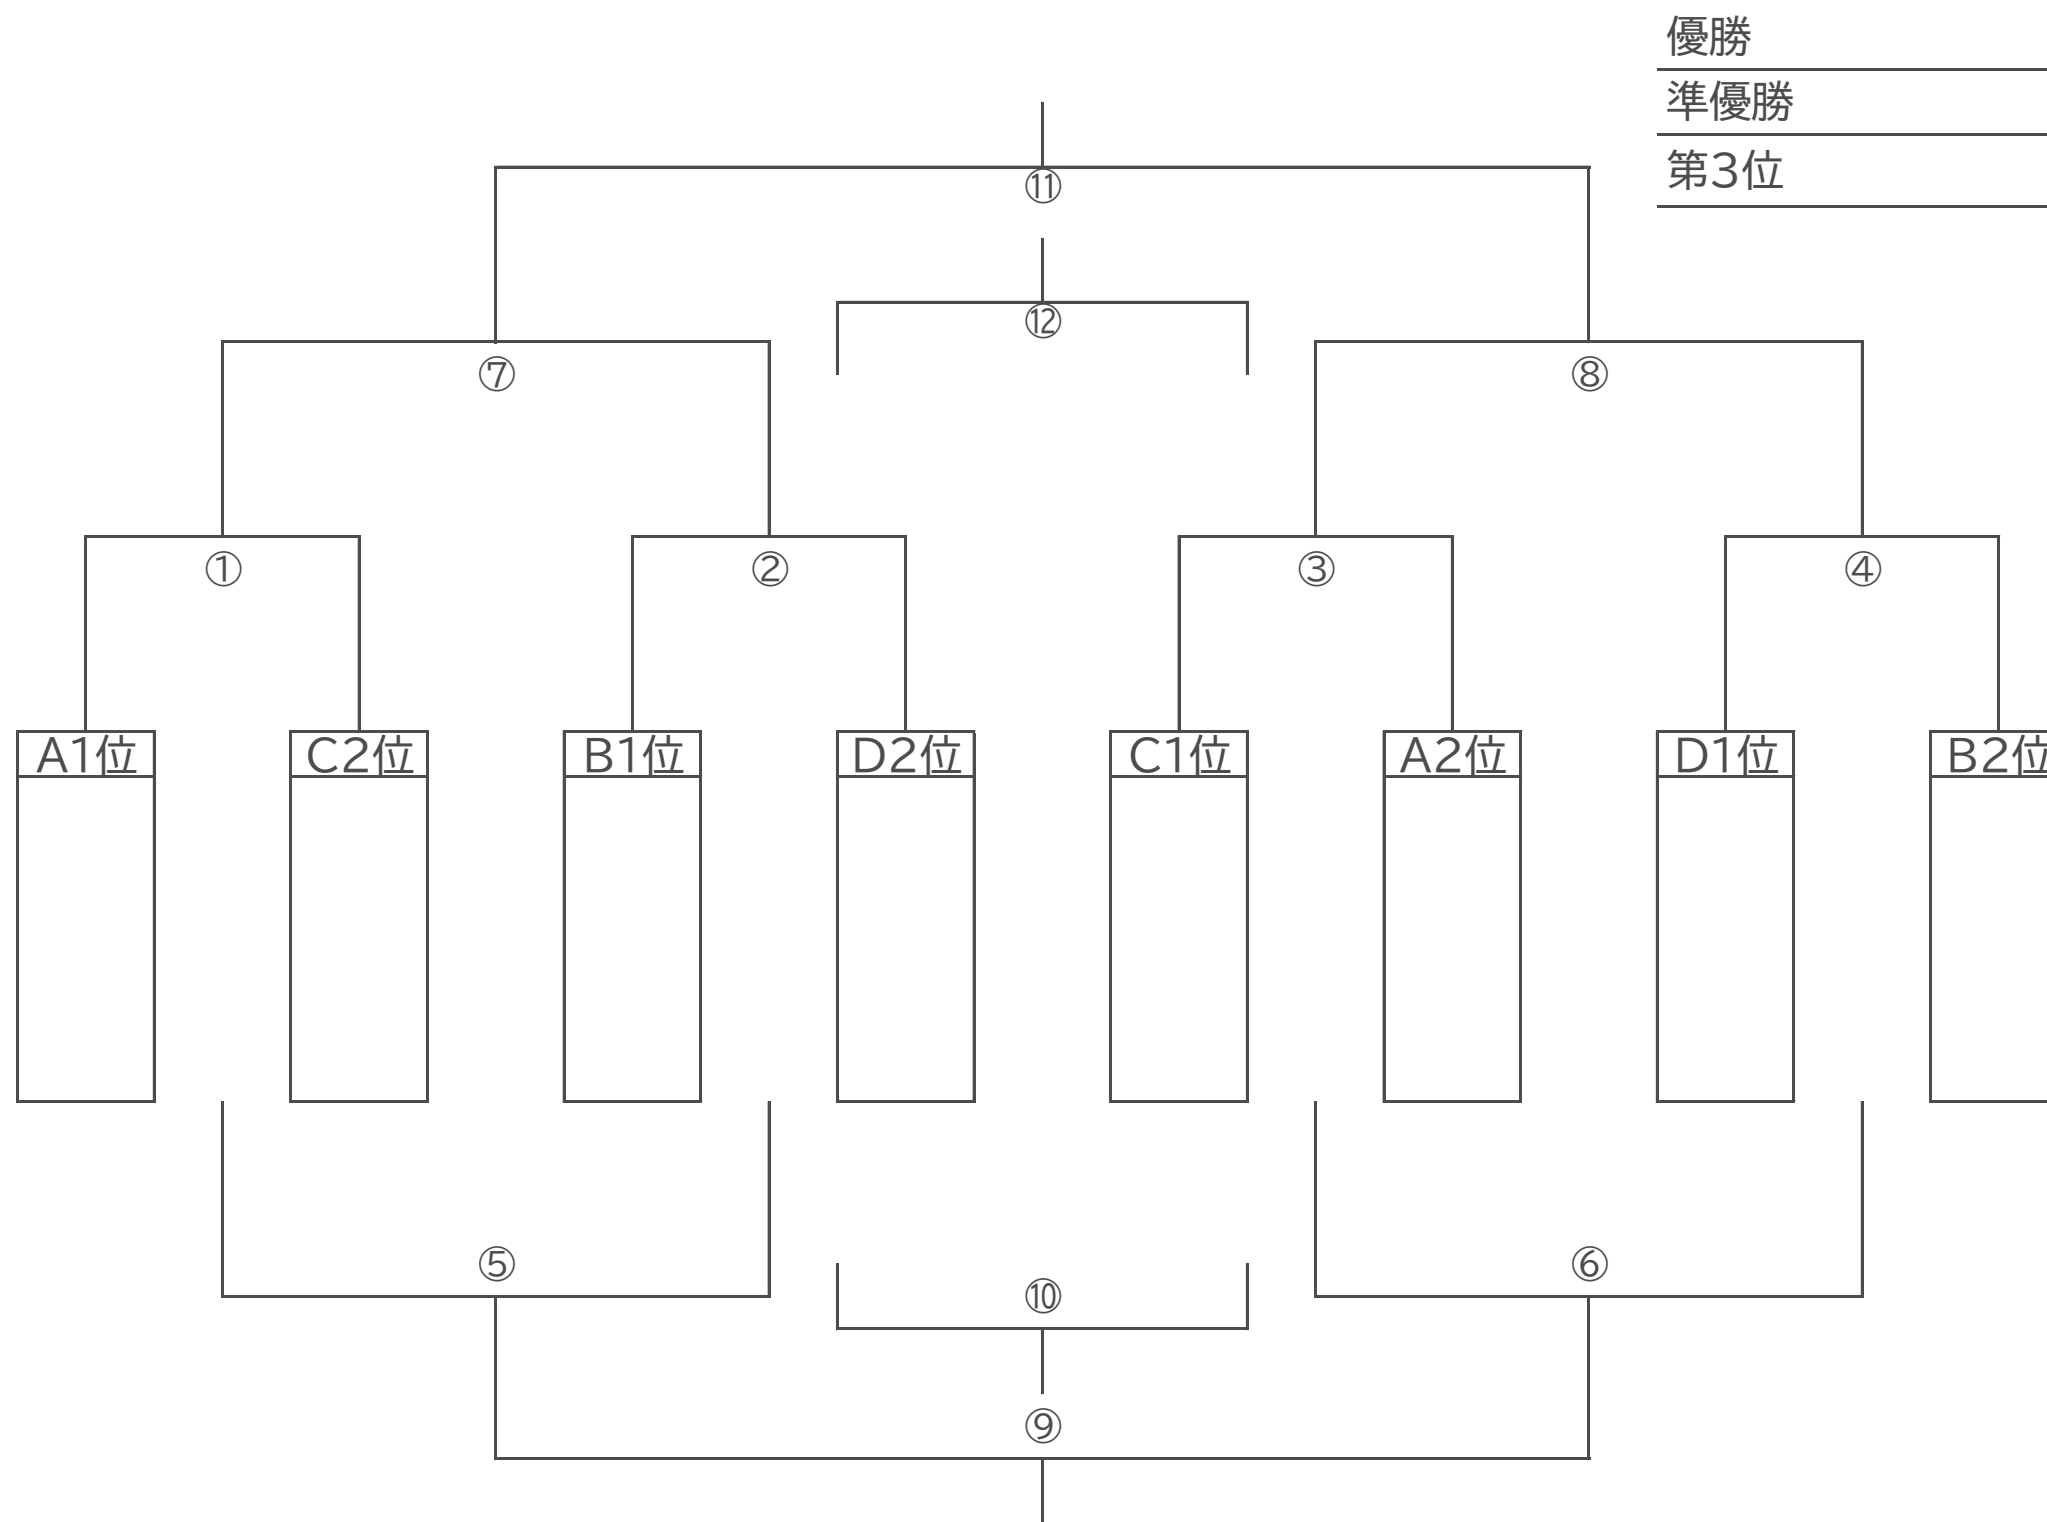 優勝
準優勝
第3位
⑪
⑫
⑦ ⑧
① ② ③ ④
A1位 C2位 B1位 D2位 C1位 A2位 D1位 B2位
⑤ ⑥
⑩
⑨